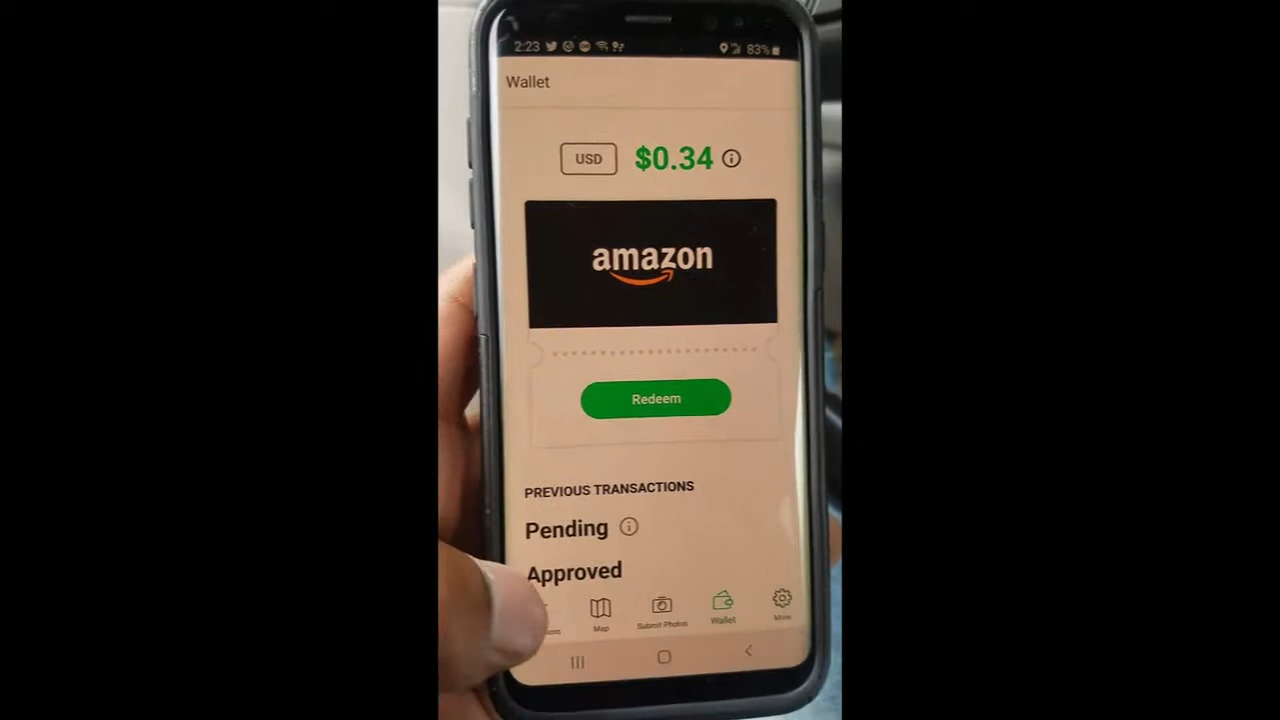 2:23 83%
Wallet
USD $0.34
amazon
Redeem
PREVIOUS TRANSACTIONS
Pending
Approved
Map Submit Photos Wallet More